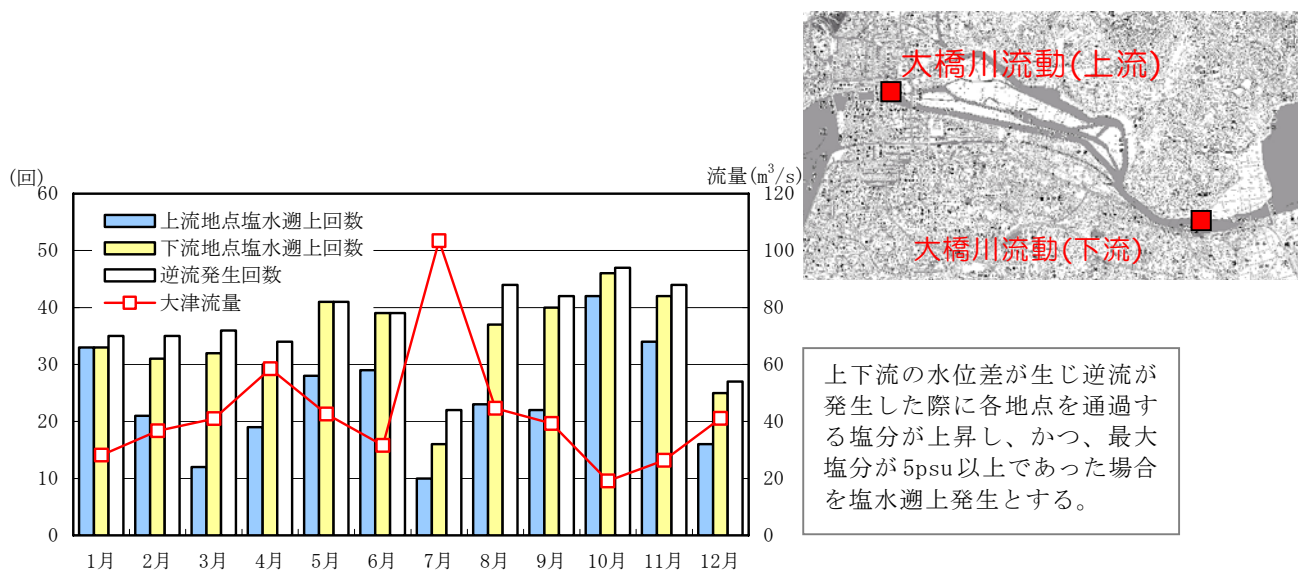 大橋川流動(上流)
大橋川流動(下流)
(回)
流量(m³/s)
60
50
40
30
20
10
0
上流地点塩水遡上回数
下流地点塩水遡上回数
逆流発生回数
大津流量
120
100
80
60
40
20
0
1月 2月 3月 4月 5月 6月 7月 8月 9月 10月 11月 12月
上下流の水位差が生じ逆流が
発生した際に各地点を通過す
る塩分が上昇し、かつ、最大
塩分が5psu以上であった場合
を塩水遡上発生とする。